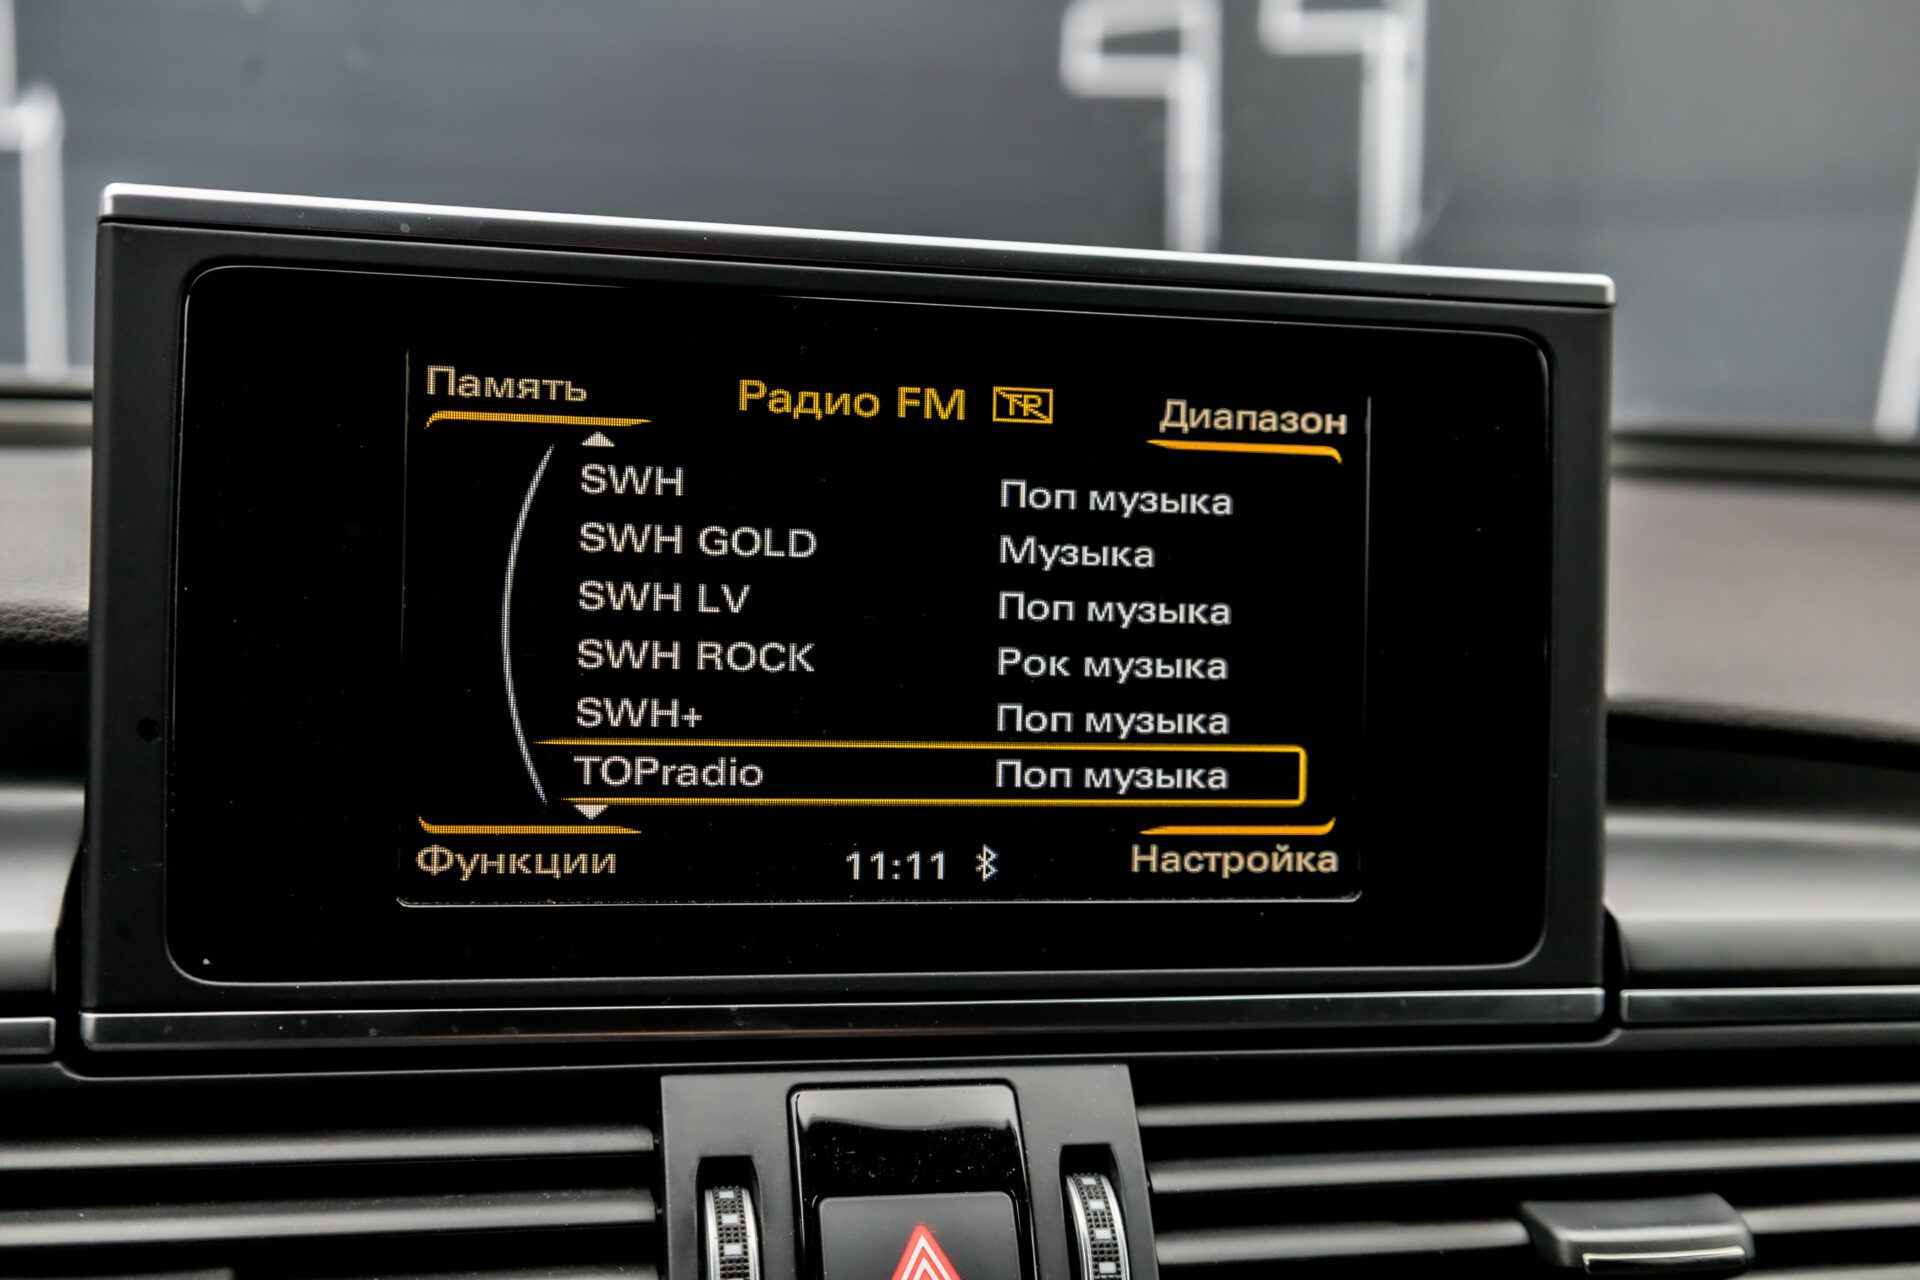 Память
Радио FM TP
Диапазон
SWH Поп музыка
SWH GOLD Музыка
SWH LV Поп музыка
SWH ROCK Рок музыка
SWH+ Поп музыка
TOPradio Поп музыка
Функции
11:11
Настройка